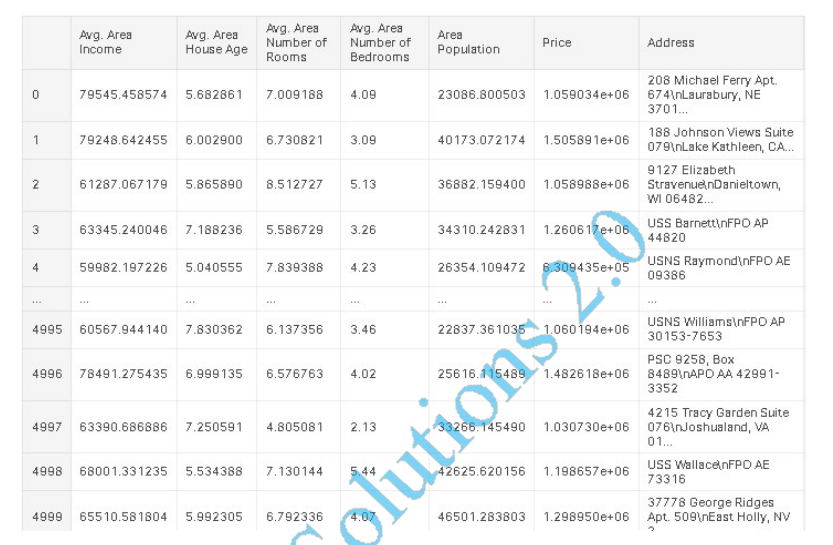 Avg. Area Income Avg. Area House Age Avg. Area Number of Rooms Avg. Area Number of Bedrooms Area Population Price Address
0 79545.458574 5.682861 7.009188 4.09 23086.800503 1.059034e+06 208 Michael Ferry Apt. 674\nLaurabury, NE 3701...
1 79248.642455 6.002900 6.730821 3.09 40173.072174 1.505891e+06 188 Johnson Views Suite 079\nLake Kathleen, CA...
2 61287.067179 5.865890 8.512727 5.13 36882.159400 1.058988e+06 9127 Elizabeth Stravenue\nDanieltown, WI 06482...
3 63345.240046 7.188236 5.586729 3.26 34310.242831 1.260617e+06 USS Barnett\nFPO AP 44820
4 59982.197226 5.040555 7.839388 4.23 26354.109472 6.309435e+05 USNS Raymond\nFPO AE 09386
... ... ... ... ... ... ... ...
4995 60567.944140 7.830362 6.137356 3.46 22837.361035 1.060194e+06 USNS Williams\nFPO AP 30153-7653
4996 78491.275435 6.999135 6.576763 4.02 25616.115489 1.482618e+06 PSC 9258, Box 8489\nAPO AA 42991-3352
4997 63390.686886 7.250591 4.805081 2.13 33266.145490 1.030730e+06 4215 Tracy Garden Suite 076\nJoshualand, VA 01...
4998 68001.331235 5.534388 7.130144 5.44 42625.620156 1.198657e+06 USS Wallace\nFPO AE 73316
4999 65510.581804 5.992305 6.792336 4.07 46501.283803 1.298950e+06 37778 George Ridges Apt. 509\nEast Holly, NV
Solutions 2.0